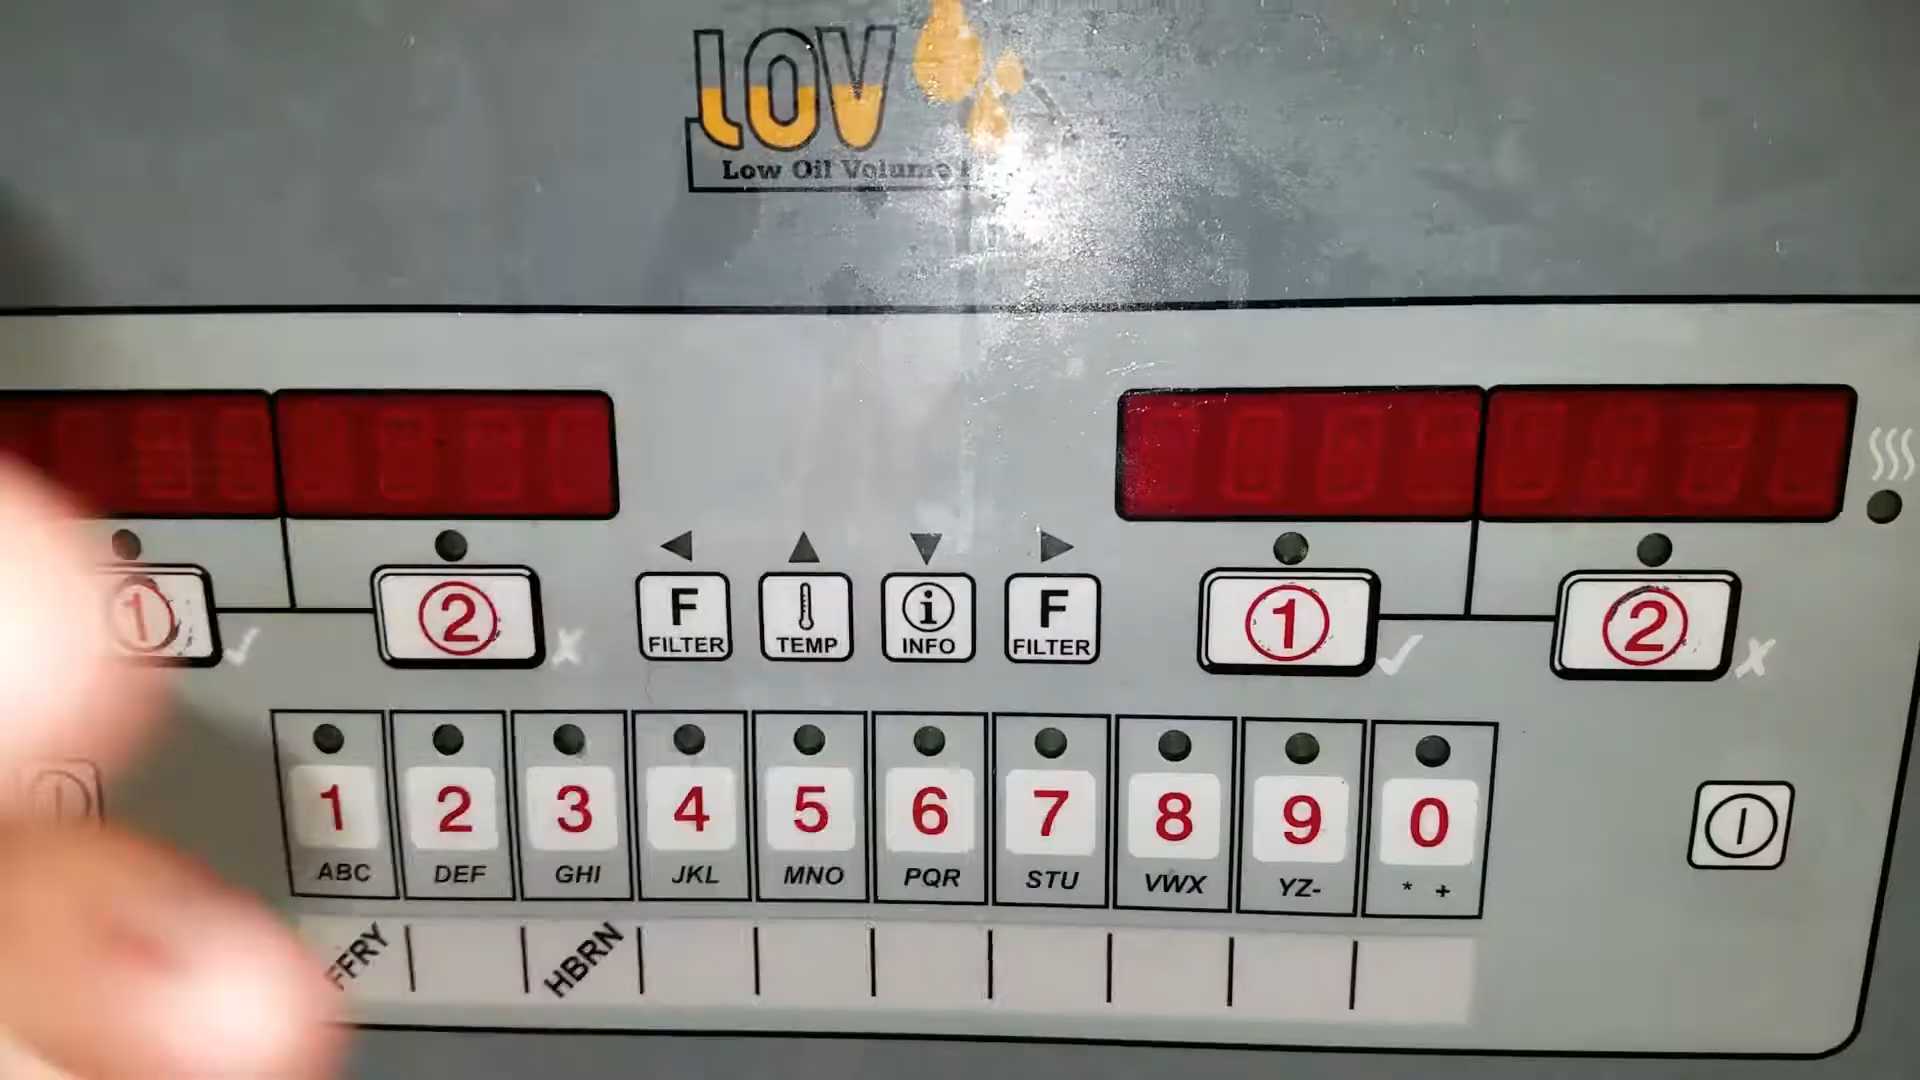 LOV
Low Oil Volume
1 2 F FILTER TEMP i INFO F FILTER 1 2
1 2 3 4 5 6 7 8 9 0
ABC DEF GHI JKL MNO PQR STU VWX YZ- * +
FFRY HBRN